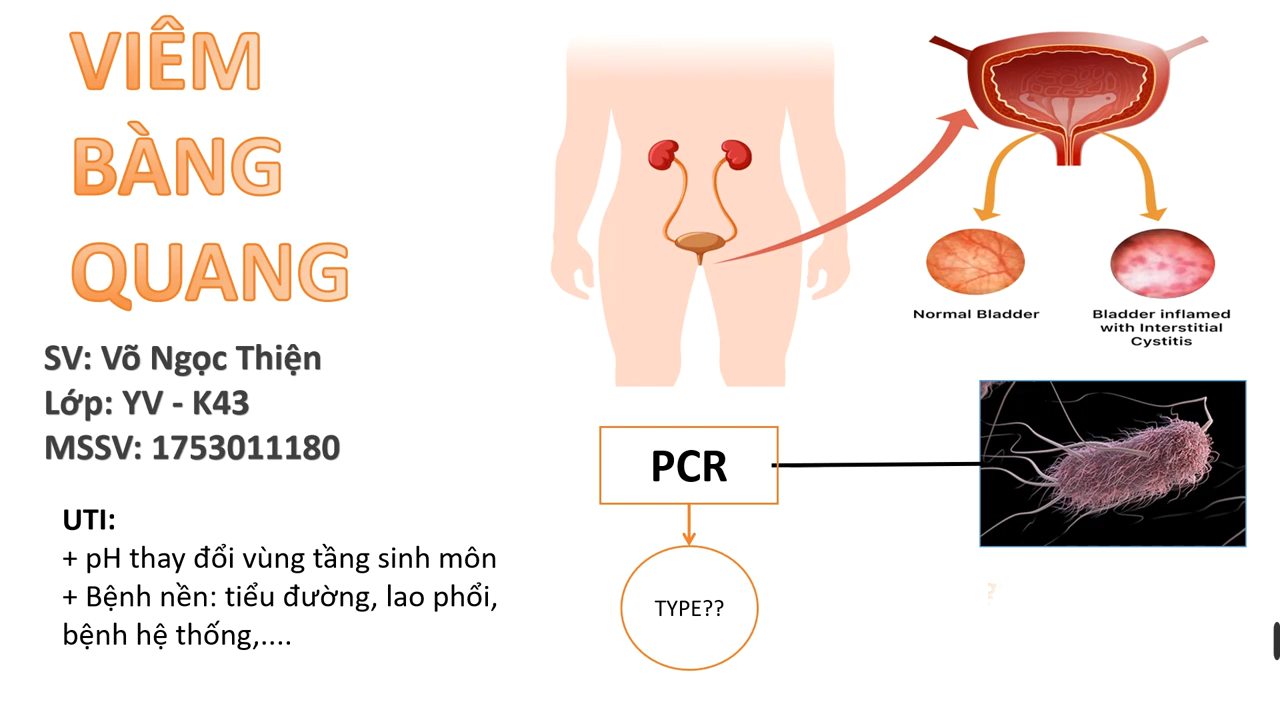 VIÊM
BÀNG
QUANG
SV: Võ Ngọc Thiện
Lớp: YV - K43
MSSV: 1753011180
UTI:
+ pH thay đổi vùng tầng sinh môn
+ Bệnh nền: tiểu đường, lao phổi,
bệnh hệ thống,....
Normal Bladder
Bladder inflamed
with Interstitial
Cystitis
PCR
TYPE??